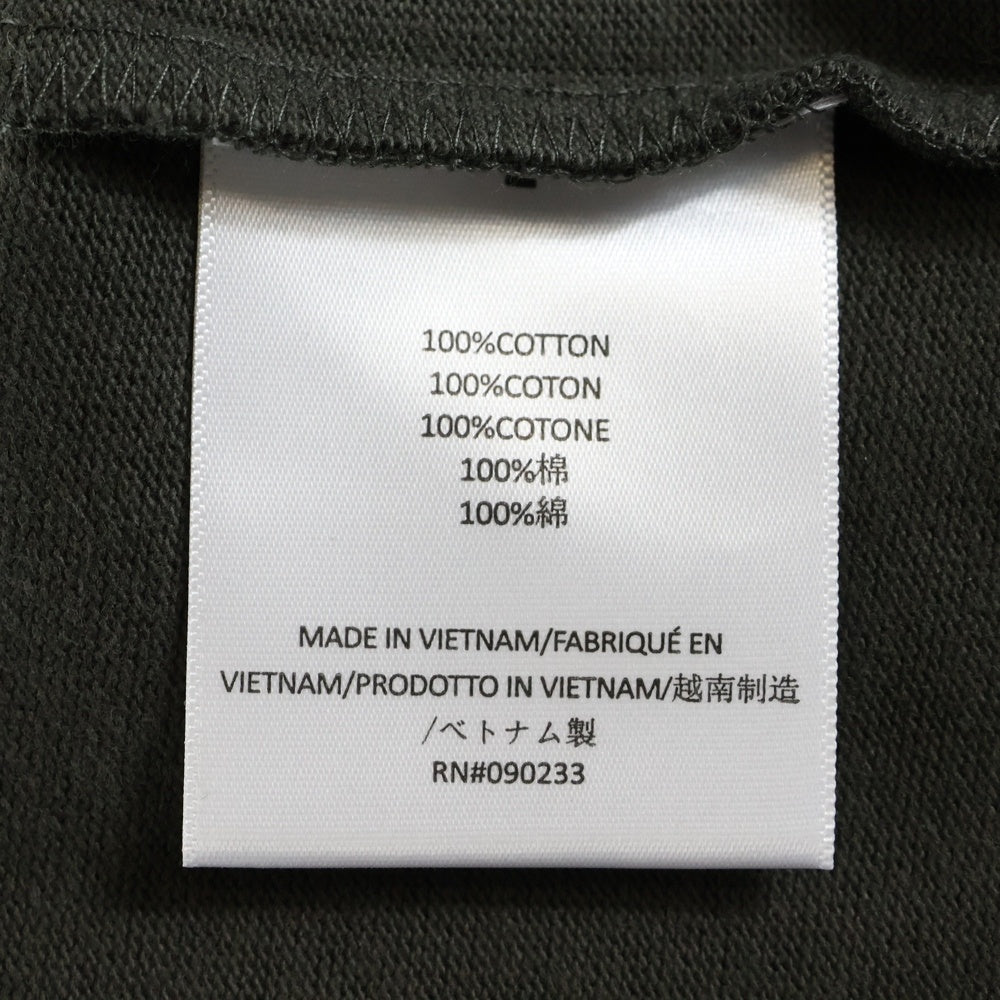 100%COTTON
100%COTON
100%COTONE
100%棉
100%綿
MADE IN VIETNAM/FABRIQUÉ EN
VIETNAM/PRODOTTO IN VIETNAM/越南制造
/ベトナム製
RN#090233